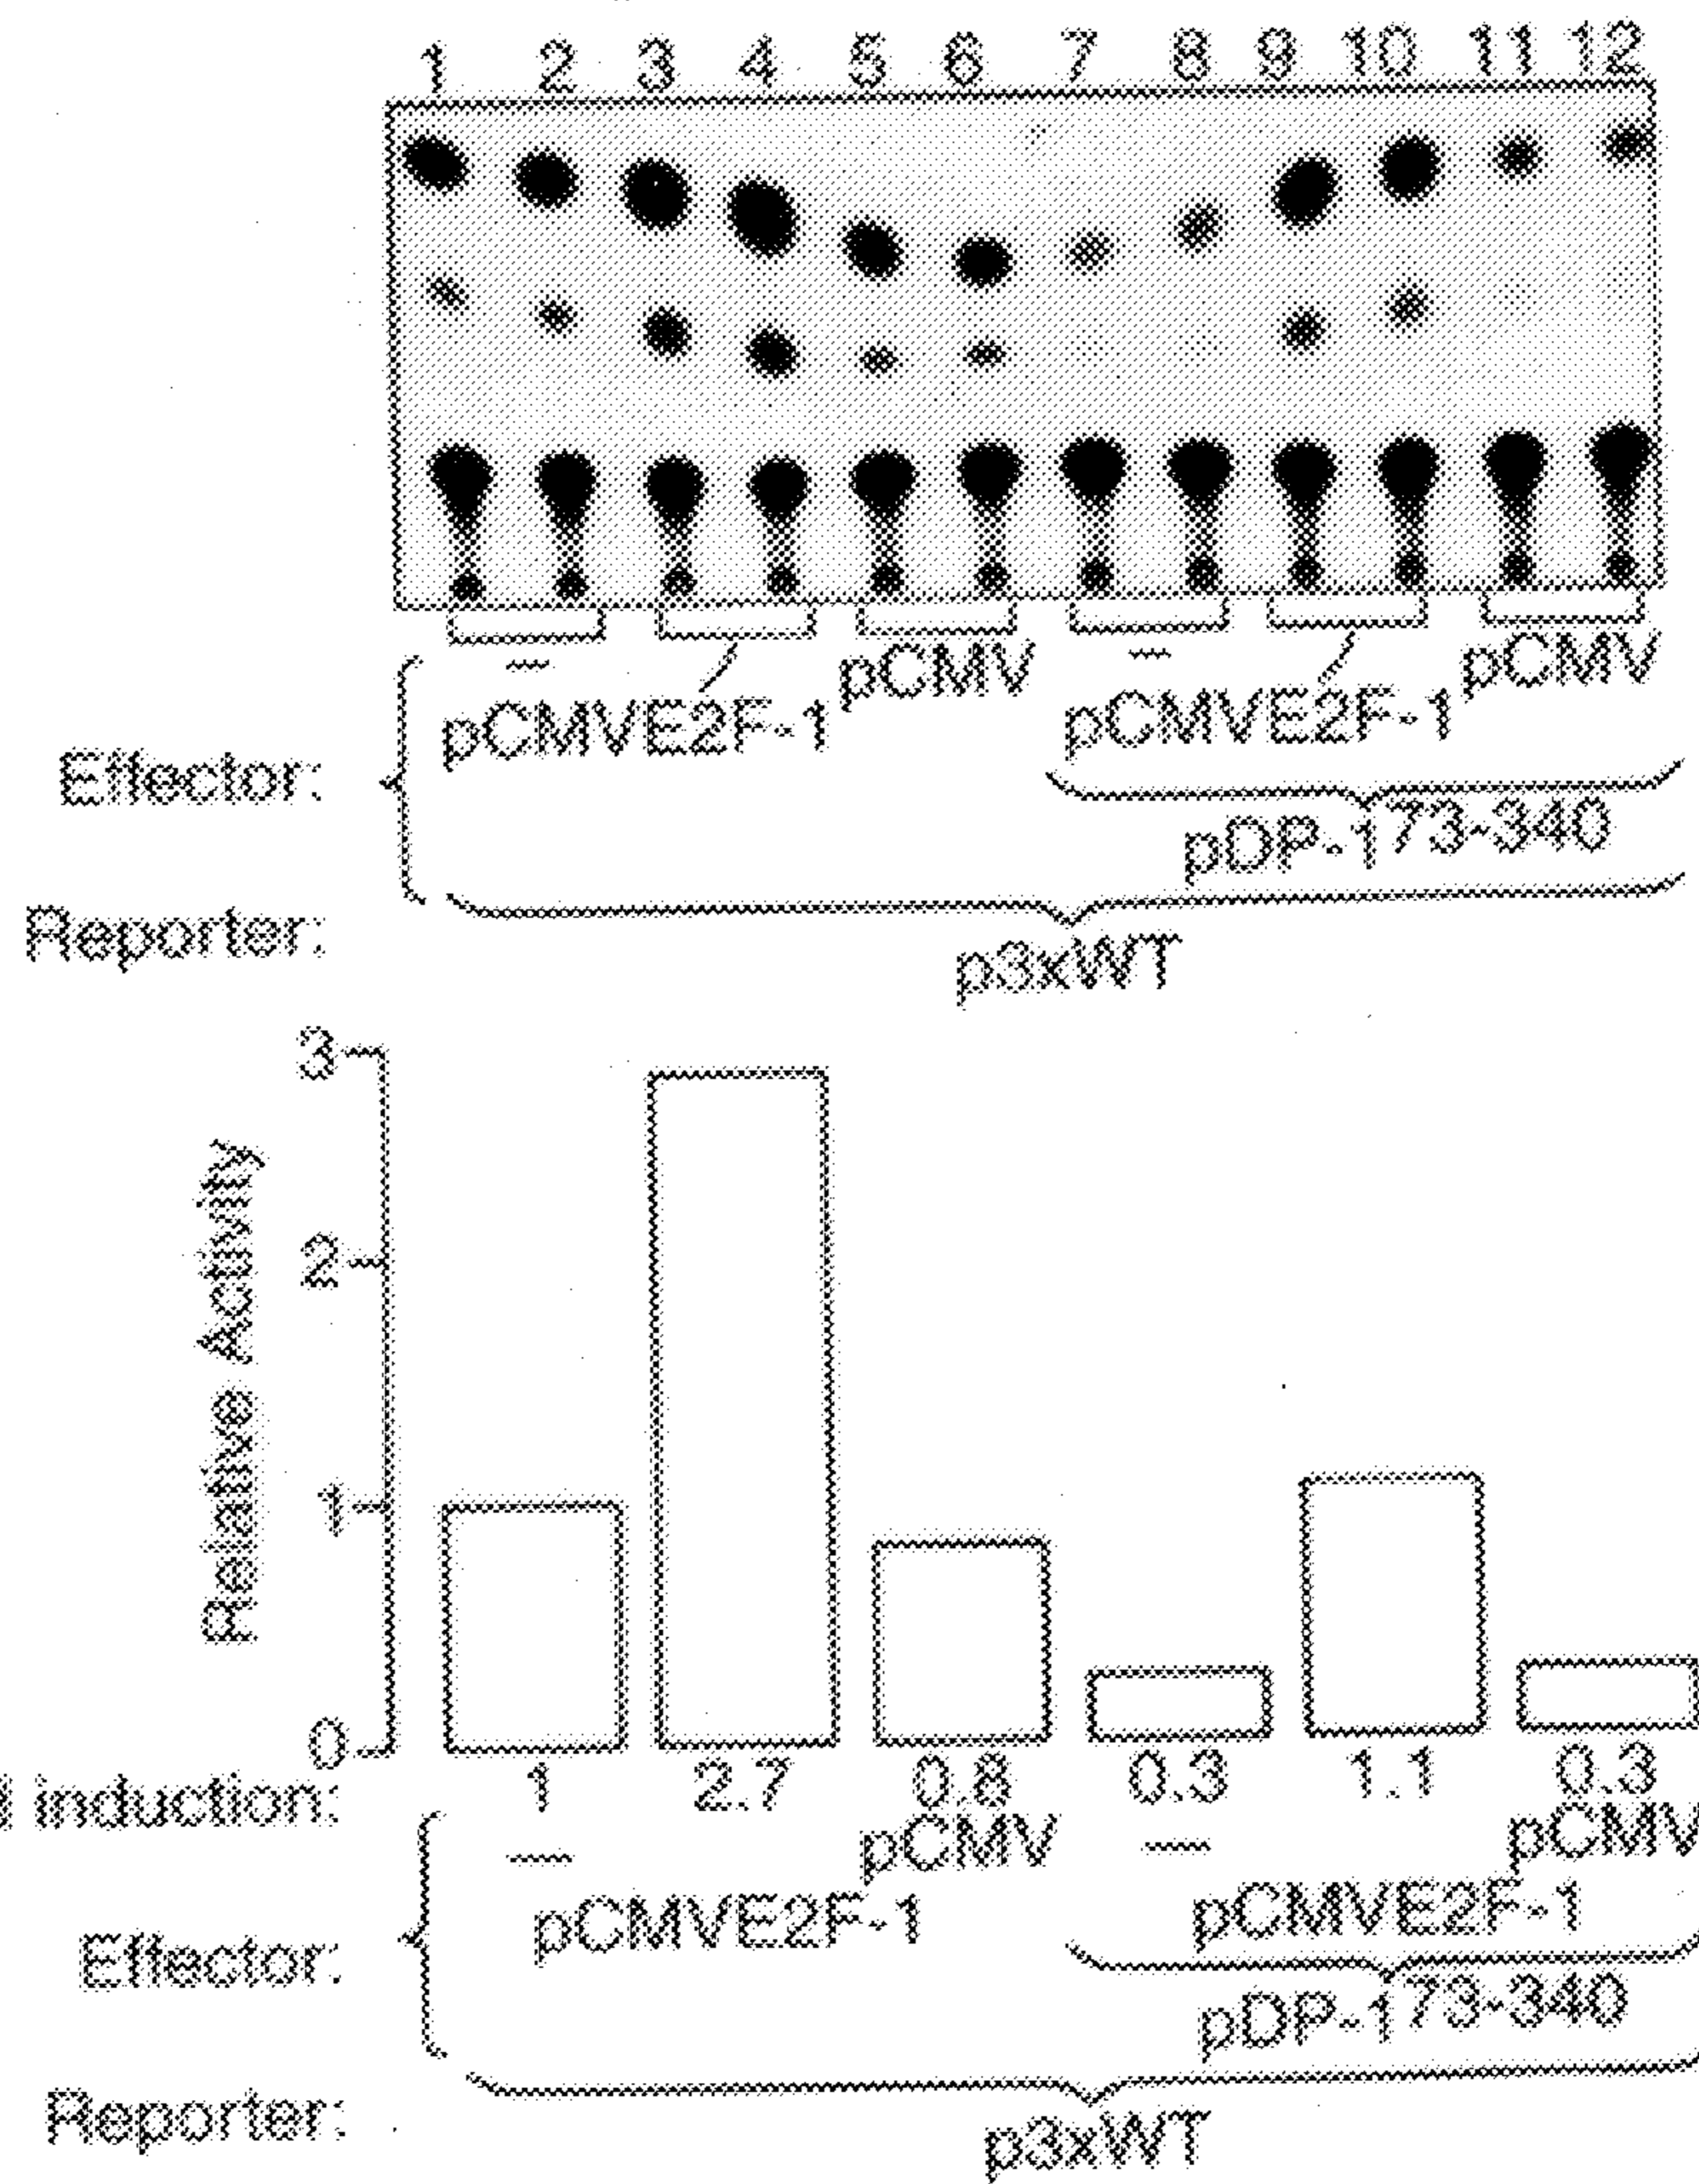 1 2 3 4 5 6 7 8 9 10 11 12
— pCMV — pCMV
pCMVE2F-1 pCMVE2F-1
Effector:
pDP-1⁷³⁻³⁴⁰
Reporter:
p3xWT
3
2
1
0
Relative Activity
induction: 1 2.7 0.8 0.3 1.1 0.3
— pCMV — pCMV
pCMVE2F-1 pCMVE2F-1
Effector:
pDP-1⁷³⁻³⁴⁰
Reporter:
p3xWT